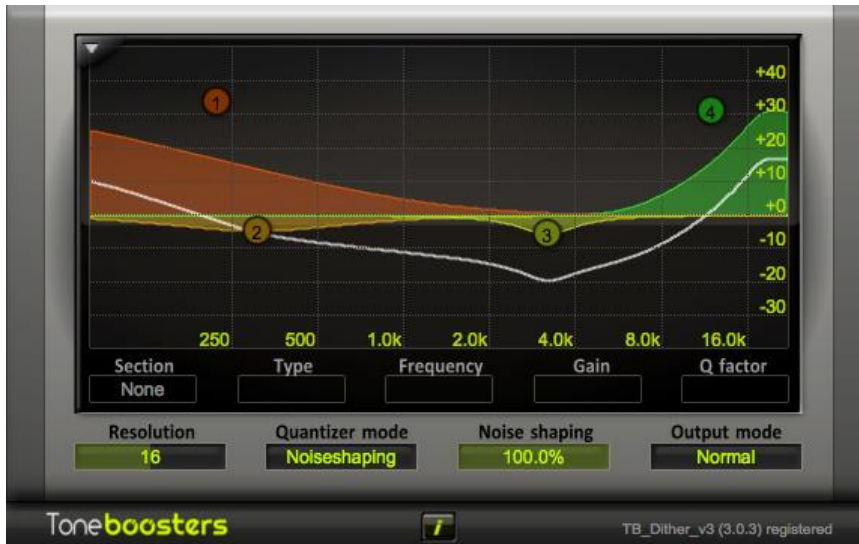 +40
1
4
+30
+20
+10
+0
2
3
-10
-20
-30
250 500 1.0k 2.0k 4.0k 8.0k 16.0k
Section Type Frequency Gain Q factor
None
Resolution Quantizer mode Noise shaping Output mode
16 Noiseshaping 100.0% Normal
Toneboosters i TB_Dither_v3 (3.0.3) registered